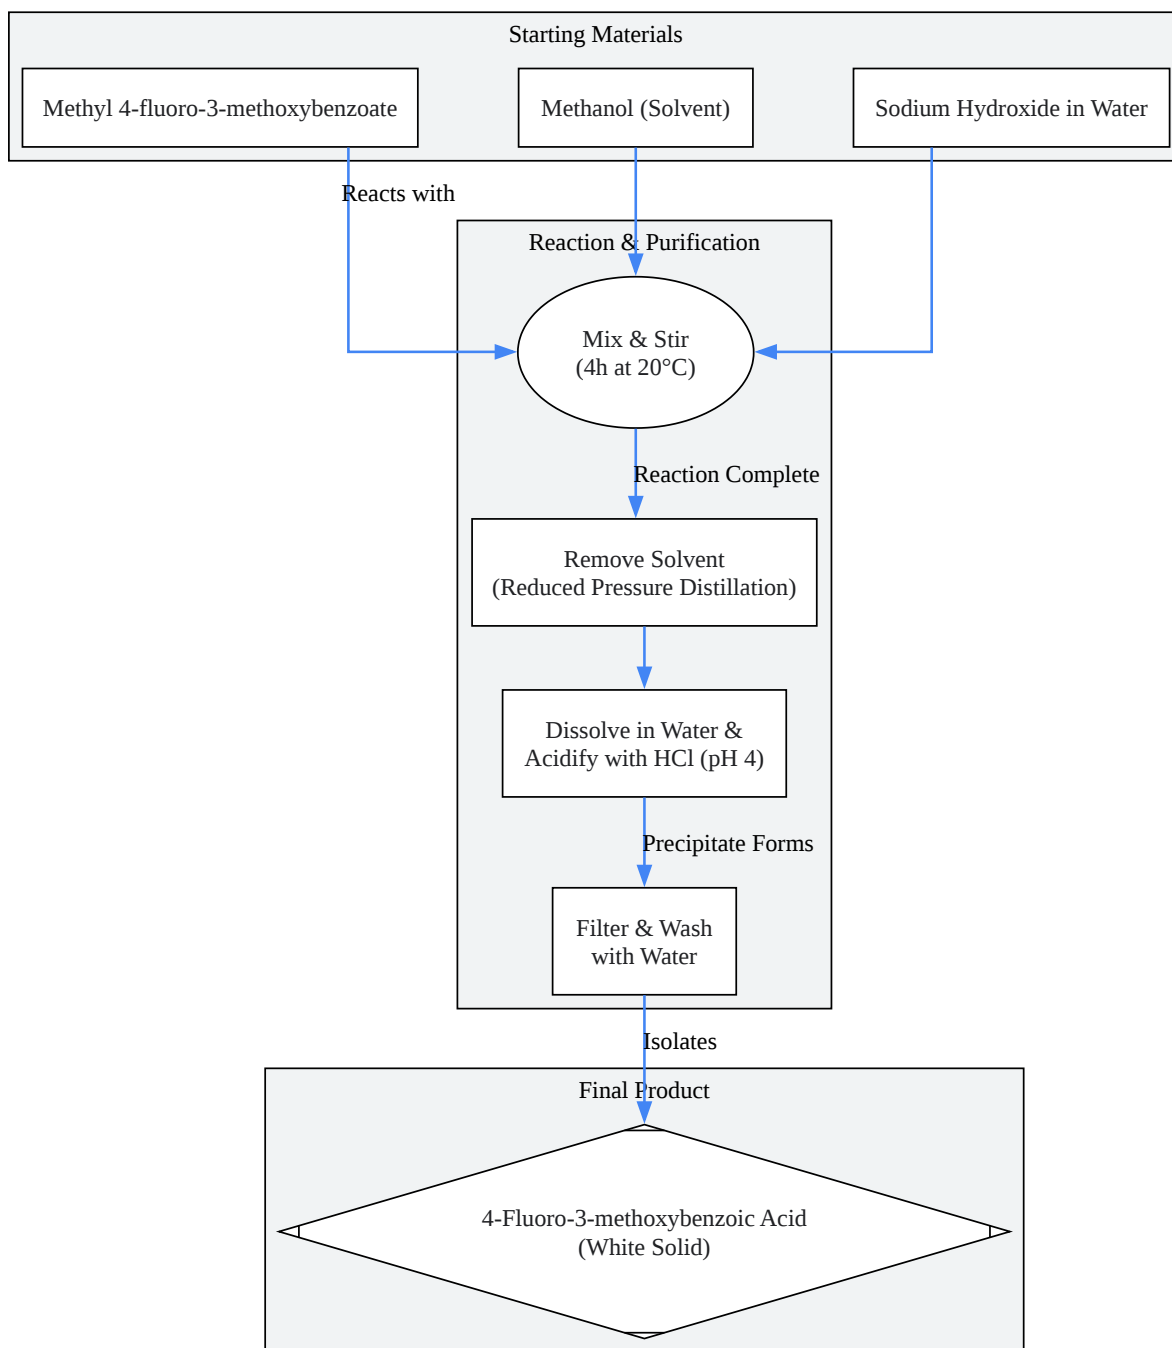 Starting Materials
Methyl 4-fluoro-3-methoxybenzoate
Methanol (Solvent)
Sodium Hydroxide in Water
Reacts with
Reaction & Purification
Mix & Stir
(4h at 20°C)
Reaction Complete
Remove Solvent
(Reduced Pressure Distillation)
Dissolve in Water &
Acidify with HCl (pH 4)
Precipitate Forms
Filter & Wash
with Water
Isolates
Final Product
4-Fluoro-3-methoxybenzoic Acid
(White Solid)